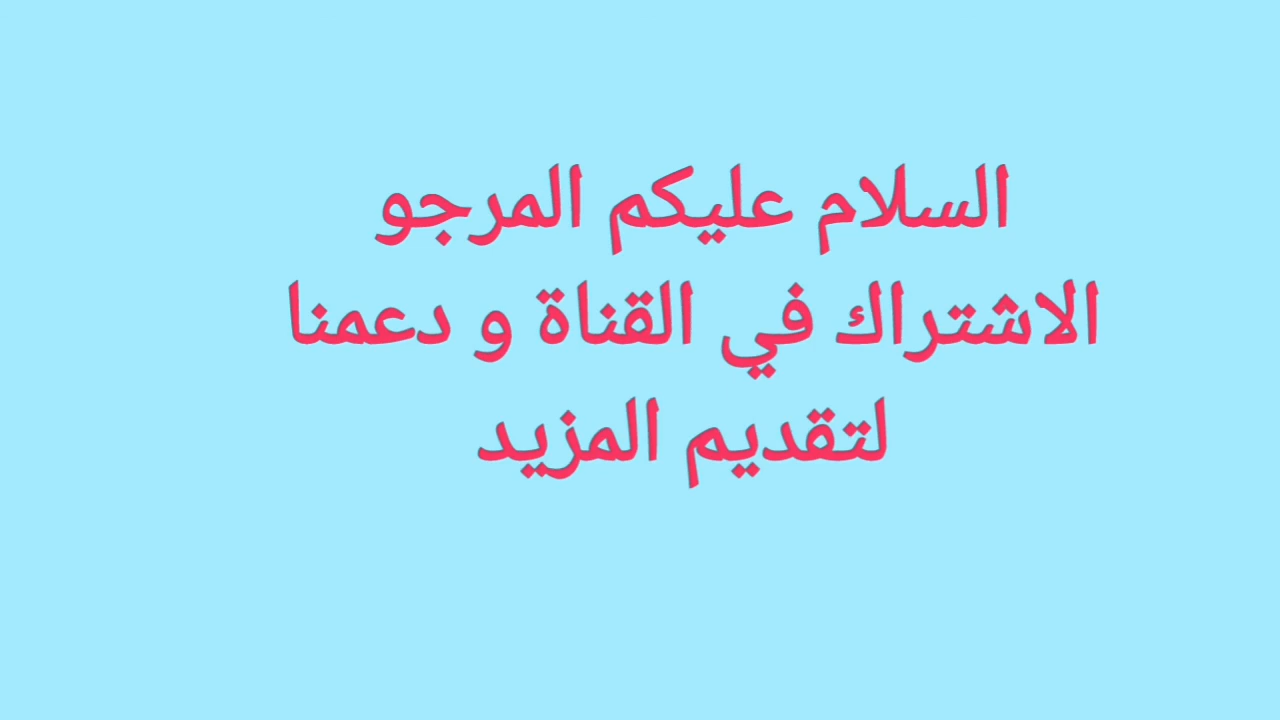 السلام عليكم المرجو
الاشتراك في القناة و دعمنا
لتقديم المزيد